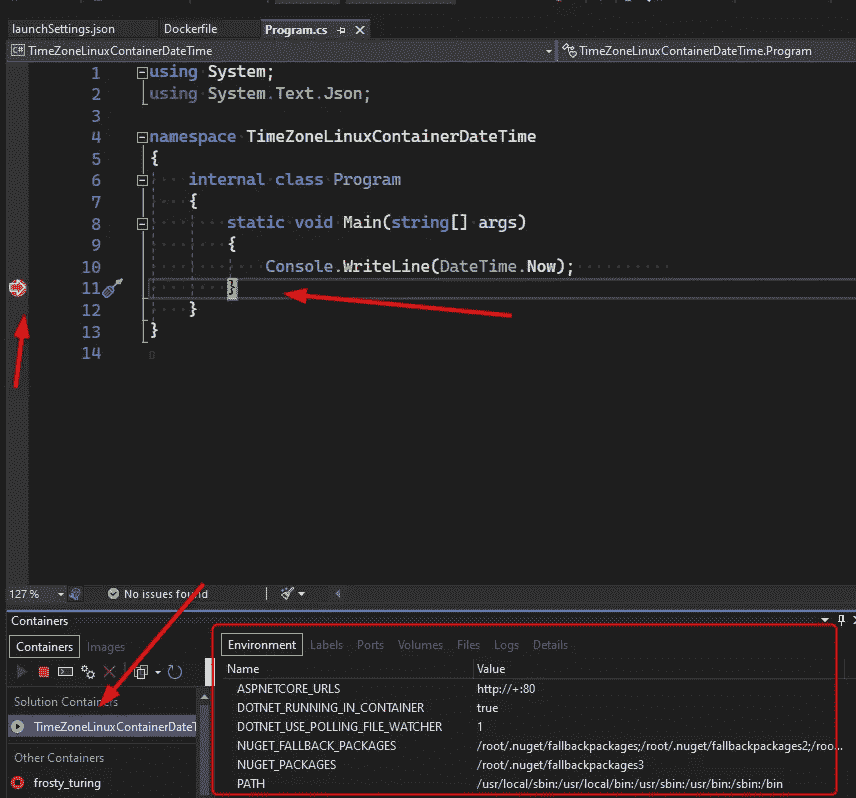 launchSettings.json Dockerfile Program.cs
TimeZoneLinuxContainerDateTime TimeZoneLinuxContainerDateTime.Program
1 using System;
2 using System.Text.Json;
3
4 namespace TimeZoneLinuxContainerDateTime
5 {
6 internal class Program
7 {
8 static void Main(string[] args)
9 {
10 Console.WriteLine(DateTime.Now);
11 }
12 }
13 }
14
127 % No issues found
Containers
Containers Images
Solution Containers
TimeZoneLinuxContainerDateT
Other Containers
frosty_turing
Environment Labels Ports Volumes Files Logs Details
Name Value
ASPNETCORE_URLS http://+:80
DOTNET_RUNNING_IN_CONTAINER true
DOTNET_USE_POLLING_FILE_WATCHER 1
NUGET_FALLBACK_PACKAGES /root/.nuget/fallbackpackages;/root/.nuget/fallbackpackages2;/roo...
NUGET_PACKAGES /root/.nuget/fallbackpackages3
PATH /usr/local/sbin:/usr/local/bin:/usr/sbin:/usr/bin:/sbin:/bin